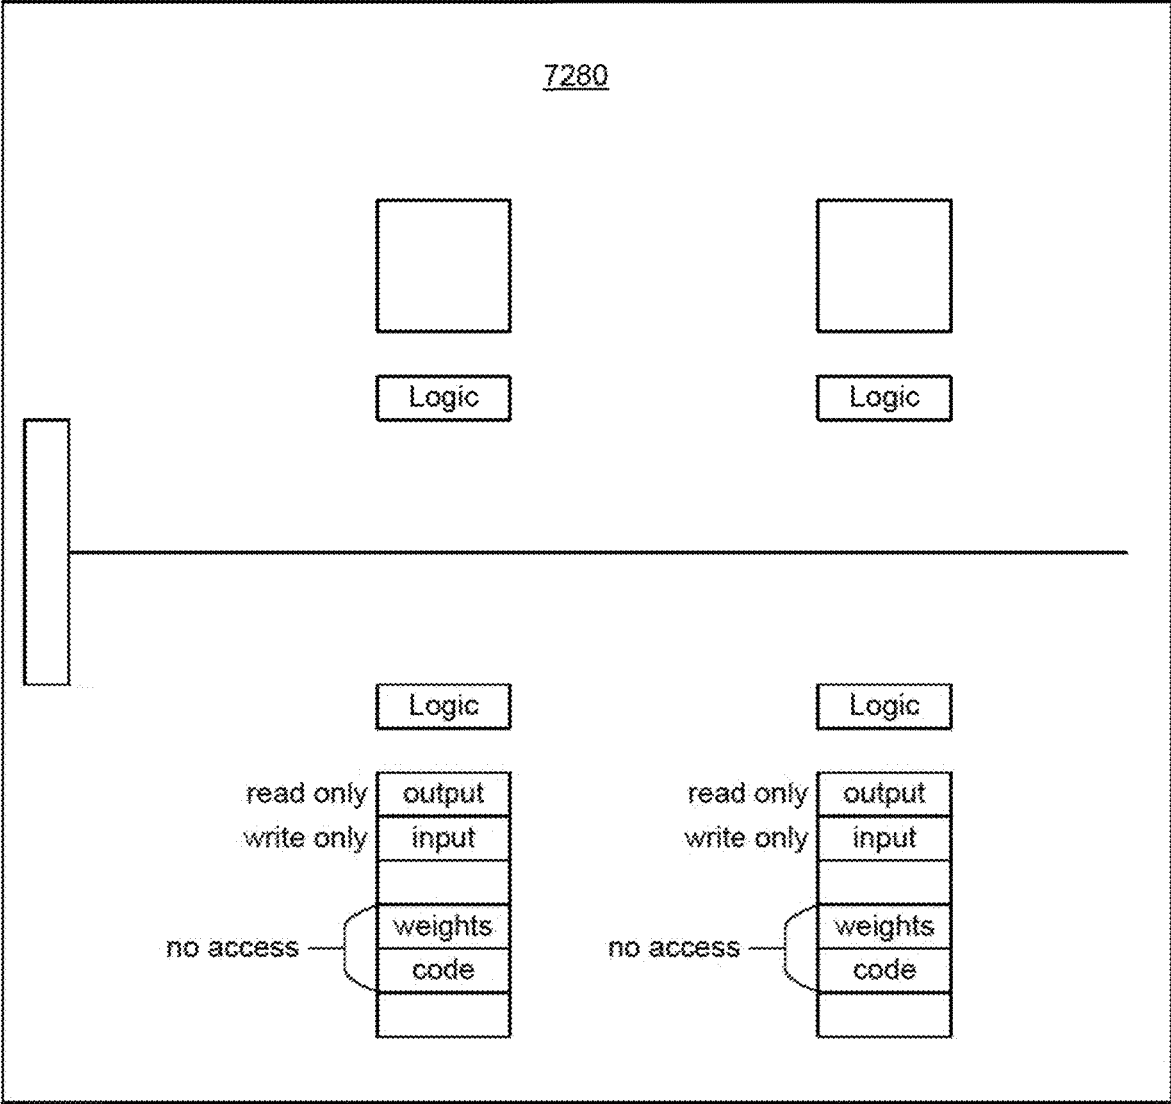 7280
Logic Logic
Logic Logic
read only output read only output
write only input write only input
weights weights
no access no access
code code